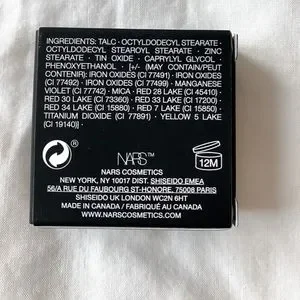 INGREDIENTS: TALC · OCTYLDODECYL STEARATE ·
OCTYLDODECYL STEAROYL STEARATE · ZINC
STEARATE · TIN OXIDE · CAPRYLYL GLYCOL ·
PHENOXYETHANOL · [+/- (MAY CONTAIN/PEUT
CONTENIR): IRON OXIDES (CI 77491) · IRON OXIDES
(CI 77492) · IRON OXIDES (CI 77499) · MANGANESE
VIOLET (CI 77742) · MICA · RED 28 LAKE (CI 45410) ·
RED 30 LAKE (CI 73360) · RED 33 LAKE (CI 17200) ·
RED 34 LAKE (CI 15880) · RED 7 LAKE (CI 15850) ·
TITANIUM DIOXIDE (CI 77891) · YELLOW 5 LAKE
(CI 19140)]
NARS™
12M
NARS COSMETICS
NEW YORK, NY 10017 DIST. SHISEIDO EMEA
56/A RUE DU FAUBOURG ST-HONORE, 75008 PARIS
SHISEIDO UK LONDON WC2N 6HT
MADE IN CANADA / FABRIQUÉ AU CANADA
WWW.NARSCOSMETICS.COM